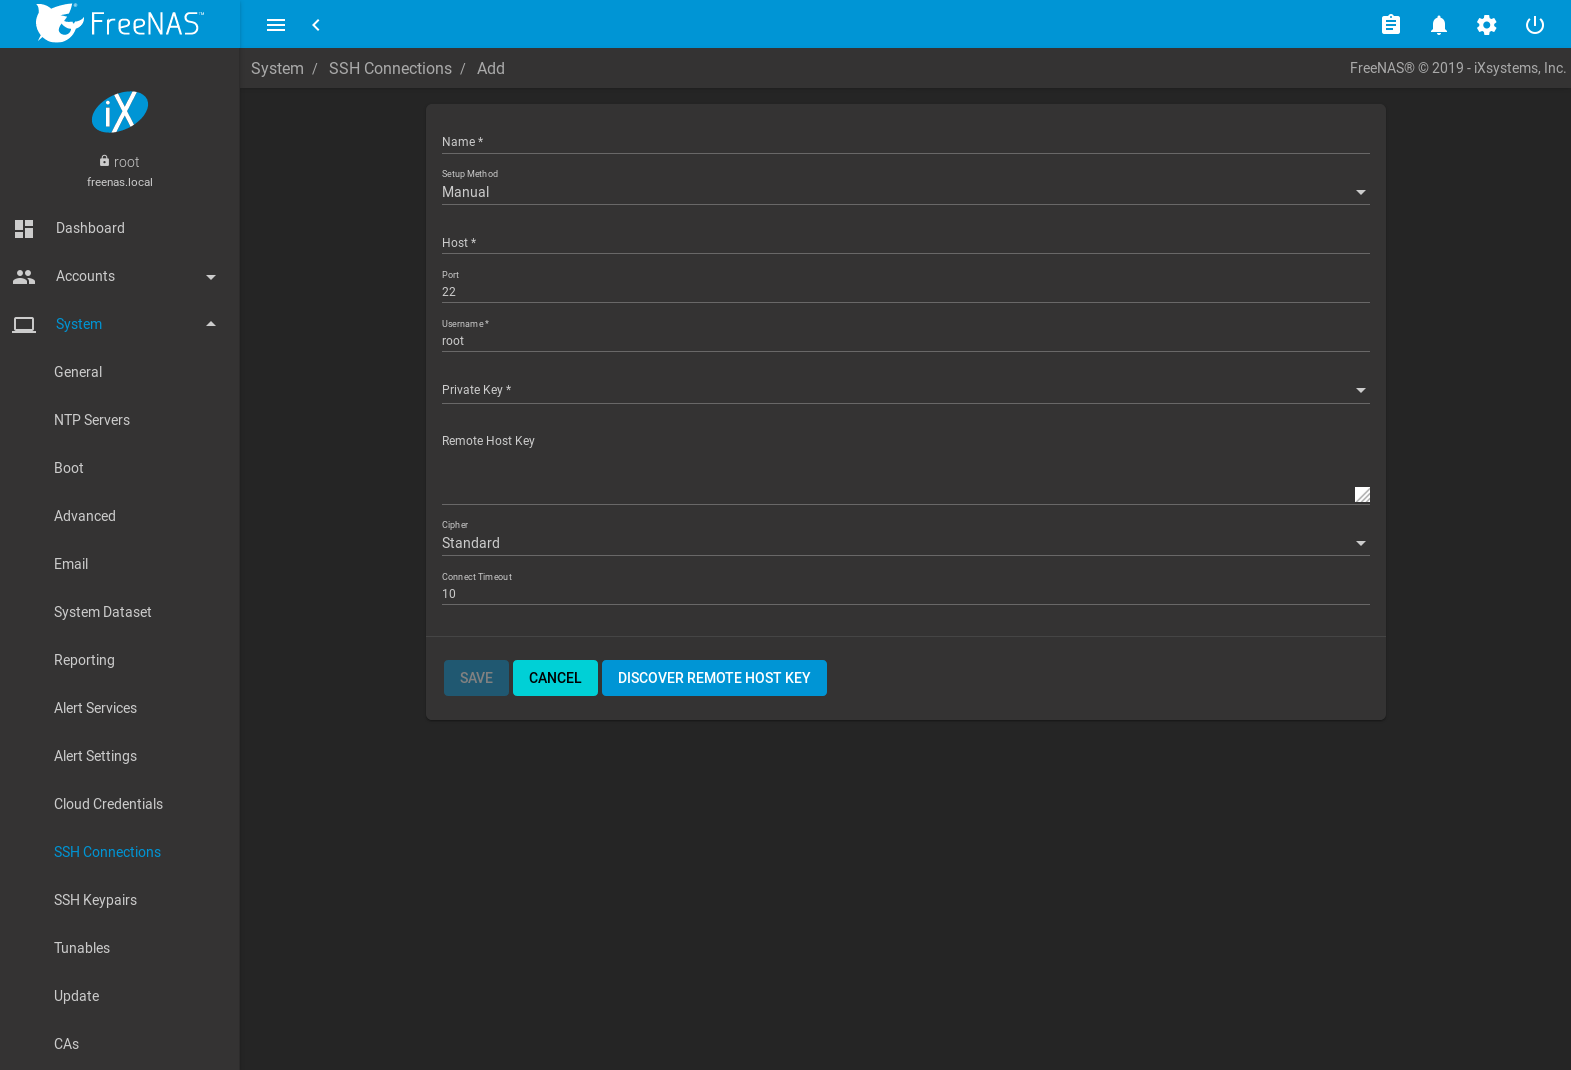 FreeNAS™
System / SSH Connections / Add
FreeNAS® © 2019 - iXsystems, Inc.
iX
root
freenas.local
Dashboard
Accounts
System
General
NTP Servers
Boot
Advanced
Email
System Dataset
Reporting
Alert Services
Alert Settings
Cloud Credentials
SSH Connections
SSH Keypairs
Tunables
Update
CAs
Name *
Setup Method
Manual
Host *
Port
22
Username *
root
Private Key *
Remote Host Key
Cipher
Standard
Connect Timeout
10
SAVE CANCEL DISCOVER REMOTE HOST KEY